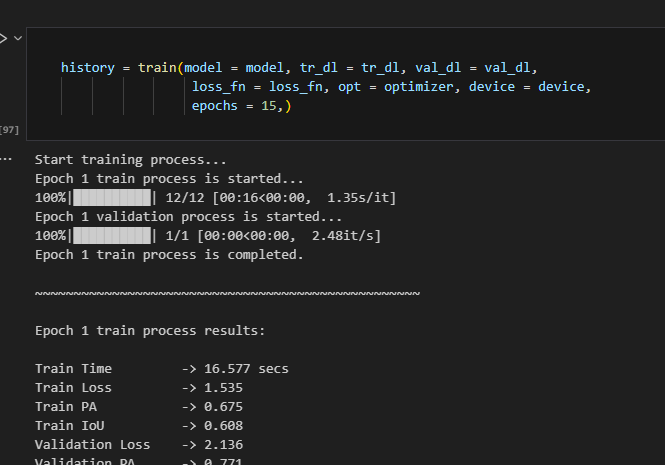 history = train(model = model, tr_dl = tr_dl, val_dl = val_dl,
loss_fn = loss_fn, opt = optimizer, device = device,
epochs = 15,)
[97]
... Start training process...
Epoch 1 train process is started...
100%|██████████| 12/12 [00:16<00:00,  1.35s/it]
Epoch 1 validation process is started...
100%|██████████| 1/1 [00:00<00:00,  2.48it/s]
Epoch 1 train process is completed.
~~~~~~~~~~~~~~~~~~~~~~~~~~~~~~~~~~~~~~~~~~~~~~~~~~
Epoch 1 train process results:
Train Time         -> 16.577 secs
Train Loss         -> 1.535
Train PA           -> 0.675
Train IoU          -> 0.608
Validation Loss    -> 2.136
Validation PA      -> 0.771